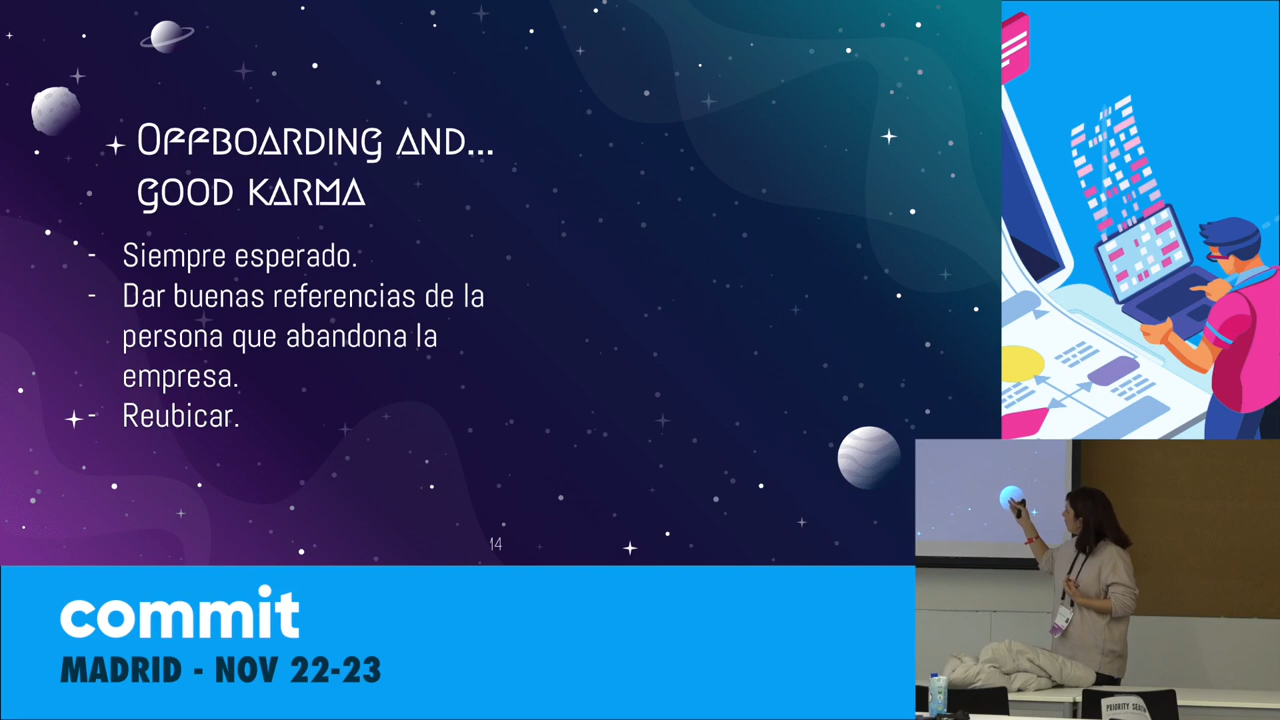 Offboarding and...
good karma
- Siempre esperado.
- Dar buenas referencias de la
persona que abandona la
empresa.
- Reubicar.
14
commit
MADRID - NOV 22-23
PRIORITY